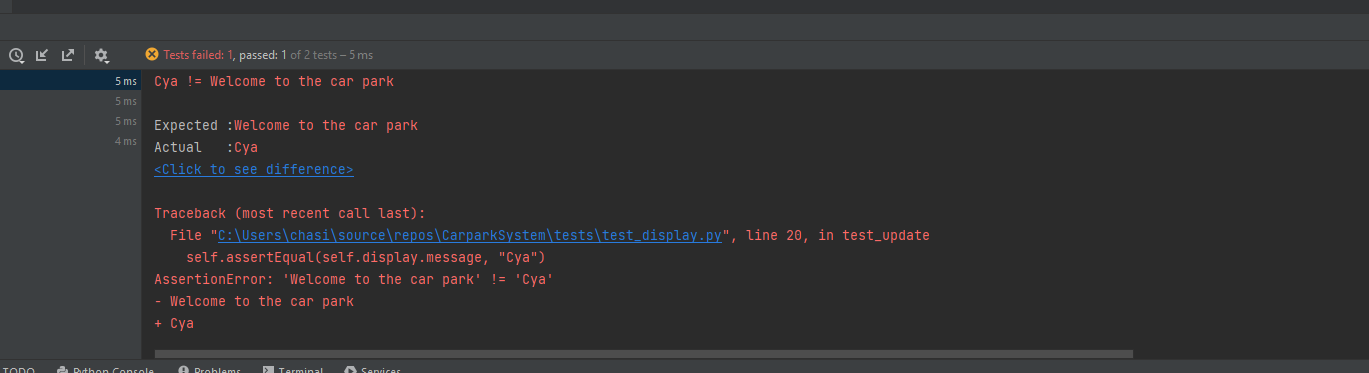 Tests failed: 1, passed: 1 of 2 tests – 5 ms
5 ms
Cya != Welcome to the car park
5 ms
5 ms
Expected :Welcome to the car park
4 ms
Actual   :Cya
<Click to see difference>
Traceback (most recent call last):
File "C:\Users\chasi\source\repos\CarparkSystem\tests\test_display.py", line 20, in test_update
self.assertEqual(self.display.message, "Cya")
AssertionError: 'Welcome to the car park' != 'Cya'
- Welcome to the car park
+ Cya
TODO Python Console Problems Terminal Services